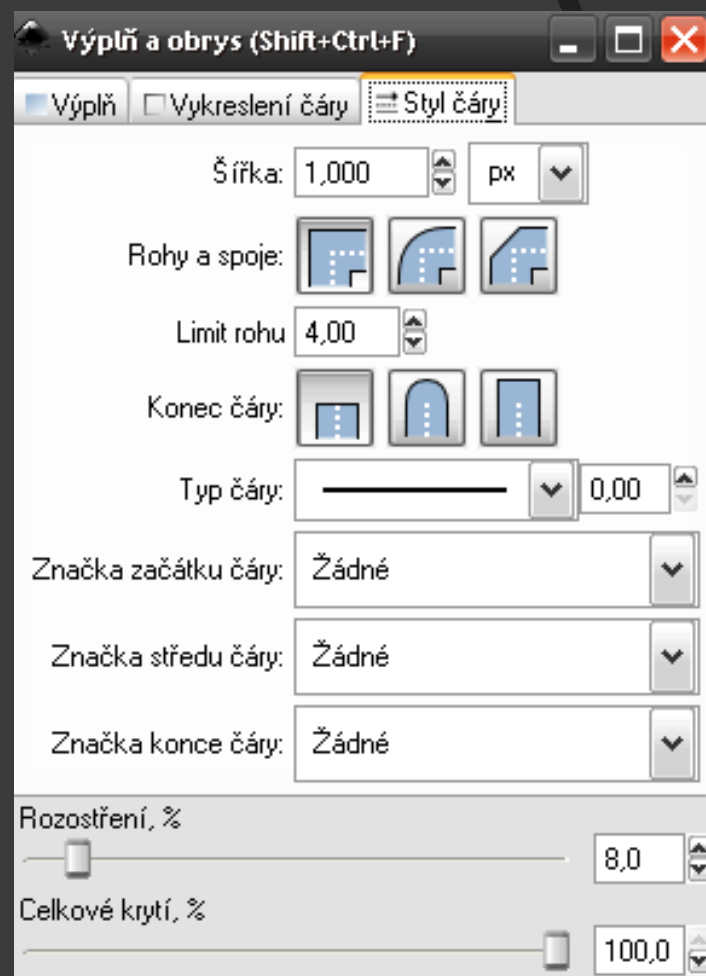 Výplň a obrys (Shift+Ctrl+F)
Výplň Vykreslení čáry Styl čáry
Šířka: 1,000 px
Rohy a spoje:
Limit rohu 4,00
Konec čáry:
Typ čáry: 0,00
Značka začátku čáry: Žádné
Značka středu čáry: Žádné
Značka konce čáry: Žádné
Rozostření, %
8,0
Celkové krytí, %
100,0